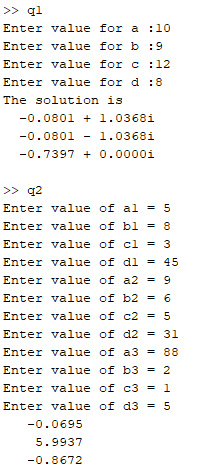 >> q1
Enter value for a :10
Enter value for b :9
Enter value for c :12
Enter value for d :8
The solution is
-0.0801 + 1.0368i
-0.0801 - 1.0368i
-0.7397 + 0.0000i
>> q2
Enter value of a1 = 5
Enter value of b1 = 8
Enter value of c1 = 3
Enter value of d1 = 45
Enter value of a2 = 9
Enter value of b2 = 6
Enter value of c2 = 5
Enter value of d2 = 31
Enter value of a3 = 88
Enter value of b3 = 2
Enter value of c3 = 1
Enter value of d3 = 5
-0.0695
5.9937
-0.8672